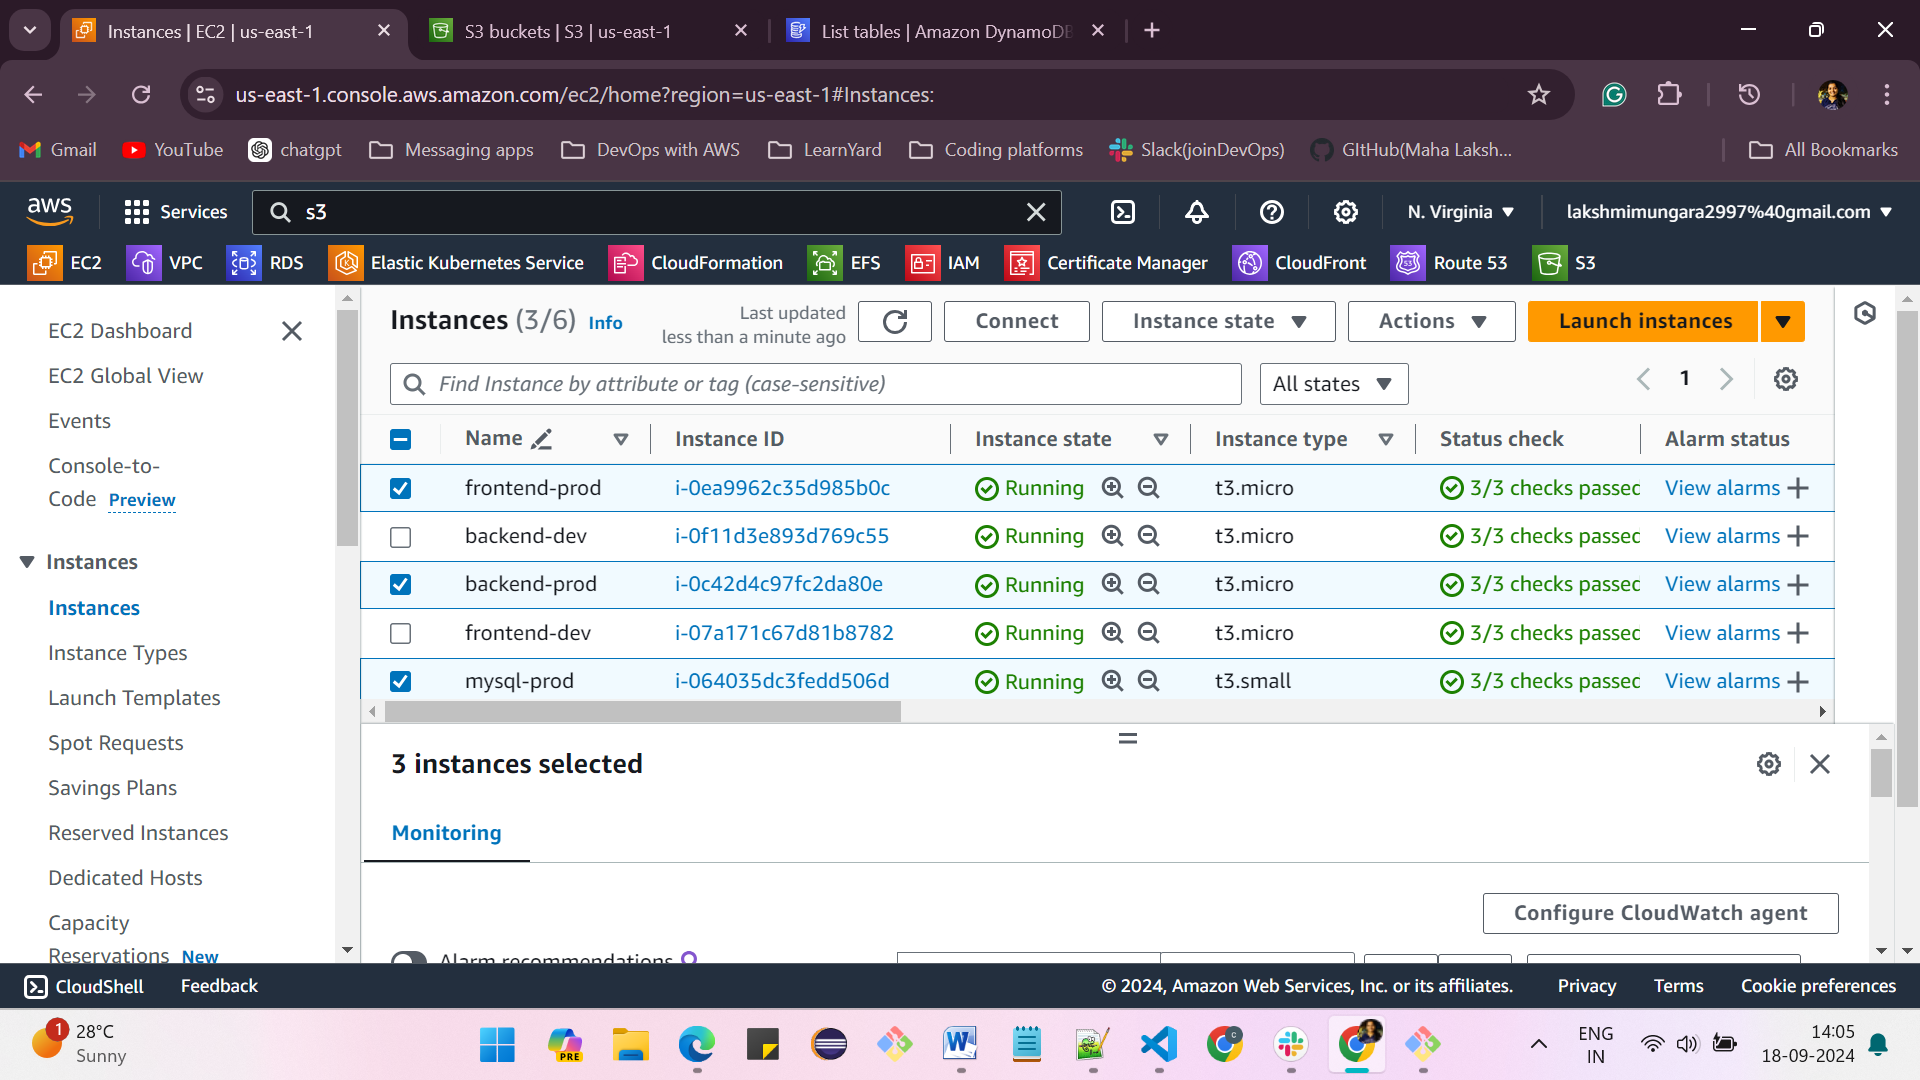 Instances | EC2 | us-east-1
S3 buckets | S3 | us-east-1
List tables | Amazon DynamoDB
us-east-1.console.aws.amazon.com/ec2/home?region=us-east-1#Instances:
Gmail
YouTube
chatgpt
Messaging apps
DevOps with AWS
LearnYard
Coding platforms
Slack(joinDevOps)
GItHub(Maha Laksh...
All Bookmarks
aws
Services
s3
N. Virginia
lakshmimungara2997%40gmail.com
EC2
VPC
RDS
Elastic Kubernetes Service
CloudFormation
EFS
IAM
Certificate Manager
CloudFront
Route 53
S3
EC2 Dashboard
EC2 Global View
Events
Console-to-
Code Preview
Instances
Instances
Instance Types
Launch Templates
Spot Requests
Savings Plans
Reserved Instances
Dedicated Hosts
Capacity
Reservations New
Instances (3/6) Info
Last updated
less than a minute ago
Connect
Instance state
Actions
Launch instances
Find Instance by attribute or tag (case-sensitive)
All states
1
Name Instance ID Instance state Instance type Status check Alarm status
frontend-prod i-0ea9962c35d985b0c Running t3.micro 3/3 checks passed View alarms
backend-dev i-0f11d3e893d769c55 Running t3.micro 3/3 checks passed View alarms
backend-prod i-0c42d4c97fc2da80e Running t3.micro 3/3 checks passed View alarms
frontend-dev i-07a171c67d81b8782 Running t3.micro 3/3 checks passed View alarms
mysql-prod i-064035dc3fedd506d Running t3.small 3/3 checks passed View alarms
3 instances selected
Monitoring
Configure CloudWatch agent
Alarm recommendations
CloudShell
Feedback
© 2024, Amazon Web Services, Inc. or its affiliates.
Privacy
Terms
Cookie preferences
1
28°C
Sunny
PRE
ENG
IN
14:05
18-09-2024